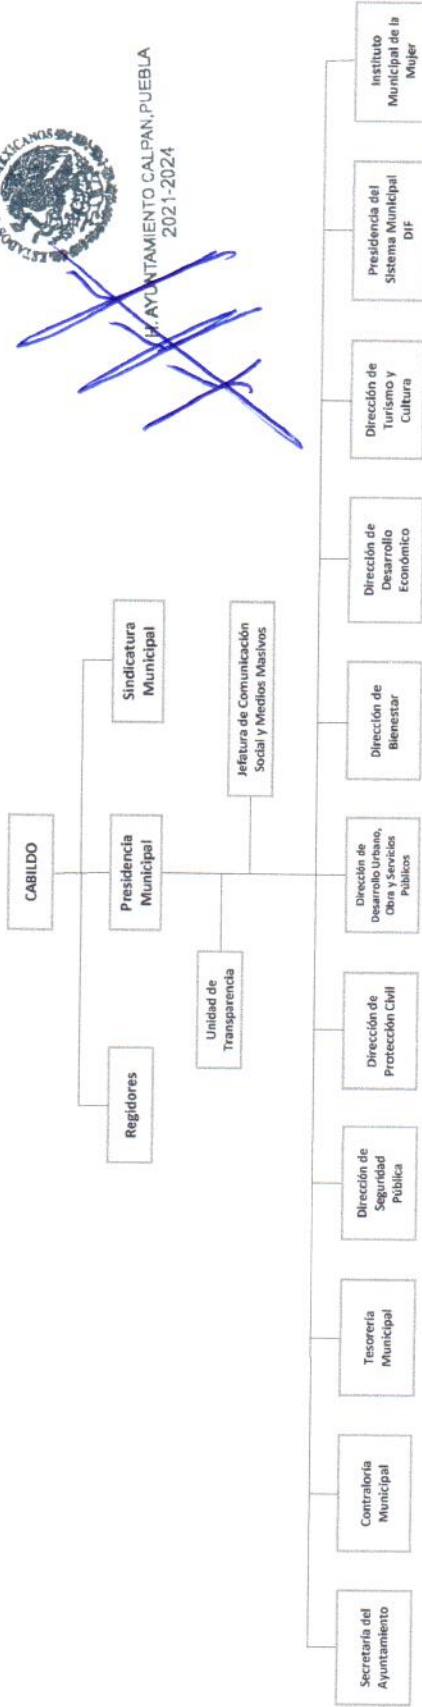 H. AYUNTAMIENTO CALPAN, PUEBLA
2021-2024
CABILDO
Regidores
Presidencia
Municipal
Sindicatura
Municipal
Unidad de
Transparencia
Jefatura de Comunicación
Social y Medios Masivos
Secretaría del
Ayuntamiento
Contraloría
Municipal
Tesorería
Municipal
Dirección de
Seguridad
Pública
Dirección de
Protección Civil
Dirección de
Desarrollo Urbano,
Obra y Servicios
Públicos
Dirección de
Bienestar
Dirección de
Desarrollo
Económico
Dirección de
Turismo y
Cultura
Presidencia del
Sistema Municipal
DIF
Instituto
Municipal de la
Mujer